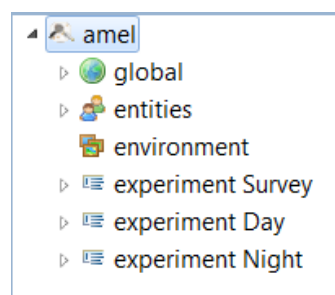 amel
global
entities
environment
experiment Survey
experiment Day
experiment Night